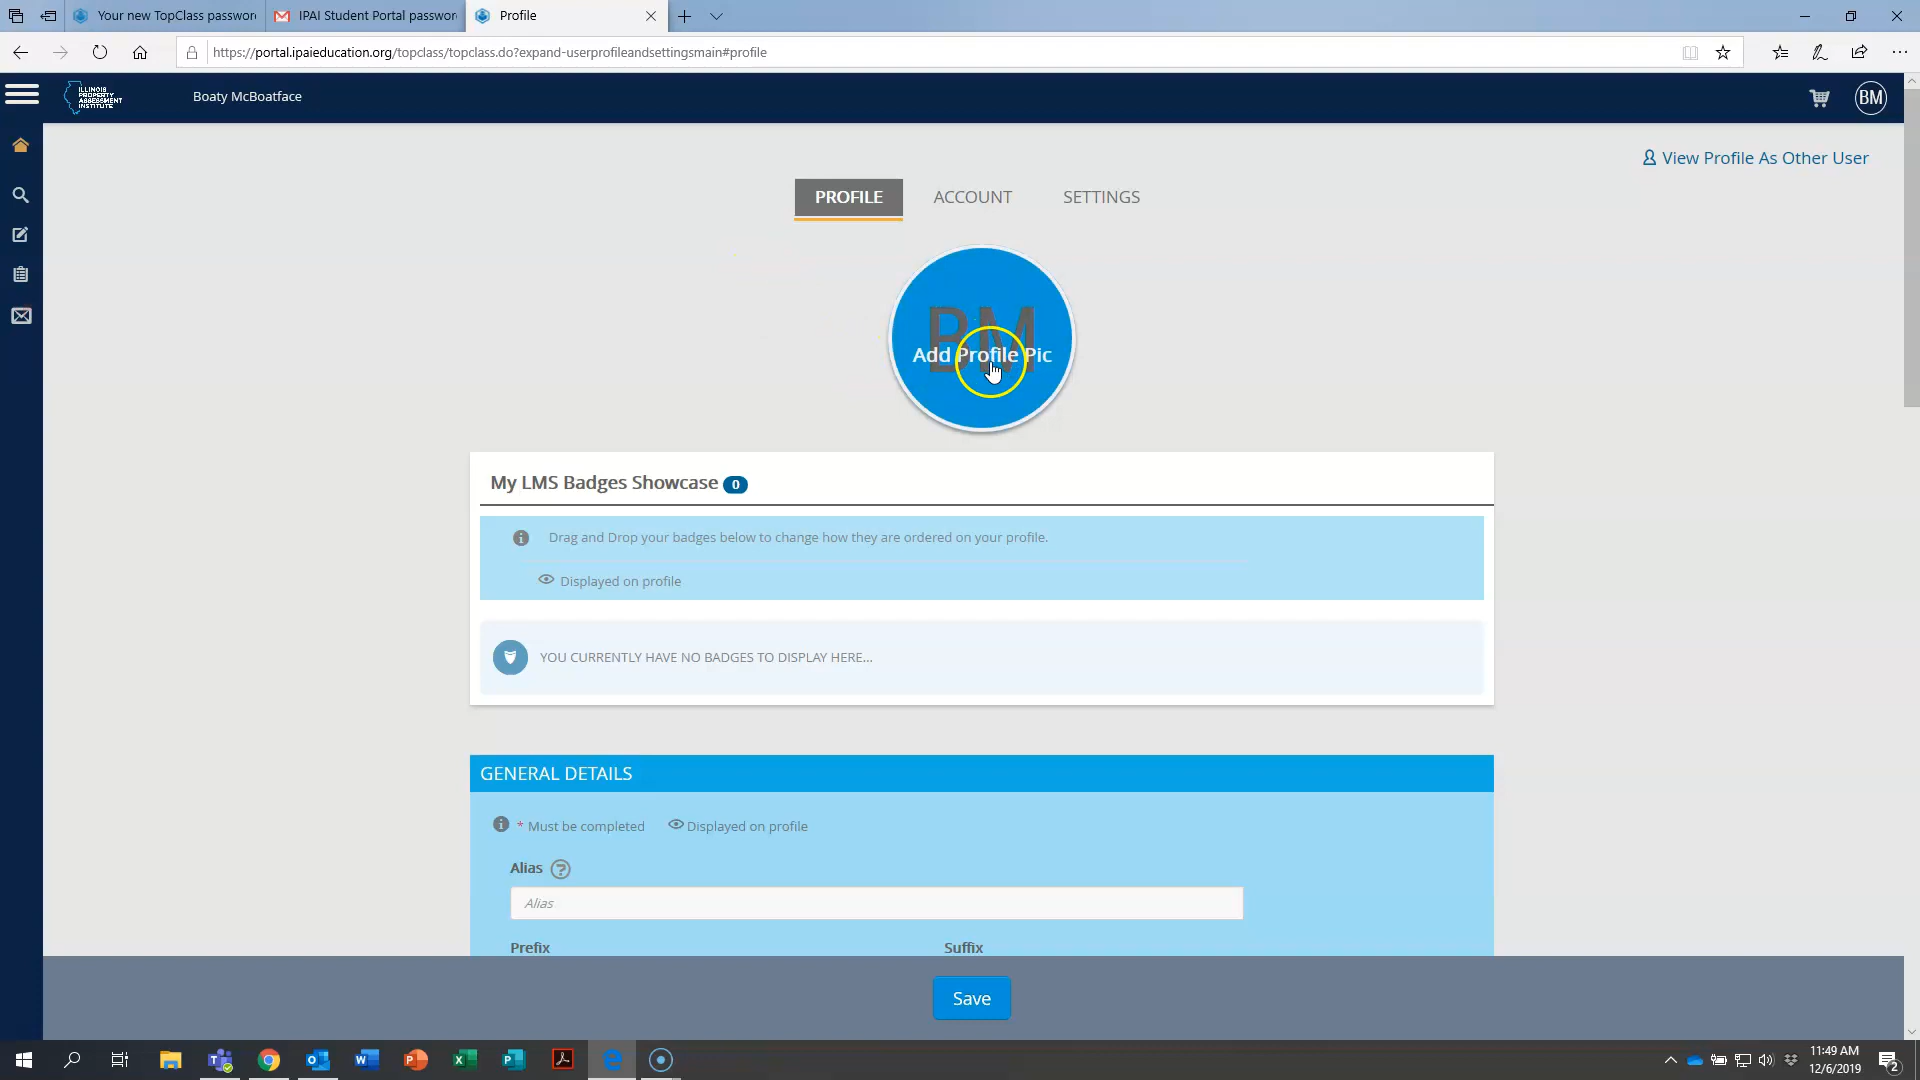 Your new TopClass passwor
IPAI Student Portal passwor
Profile
https://portal.ipaieducation.org/topclass/topclass.do?expand-userprofileandsettingsmain#profile
ILLINOIS
PROPERTY
ASSESSMENT
INSTITUTE
Boaty McBoatface
BM
View Profile As Other User
PROFILE
ACCOUNT
SETTINGS
BM
Add Profile Pic
My LMS Badges Showcase 0
Drag and Drop your badges below to change how they are ordered on your profile.
Displayed on profile
YOU CURRENTLY HAVE NO BADGES TO DISPLAY HERE...
GENERAL DETAILS
* Must be completed
Displayed on profile
Alias ?
Alias
Prefix
Suffix
Save
11:49 AM
12/6/2019
2